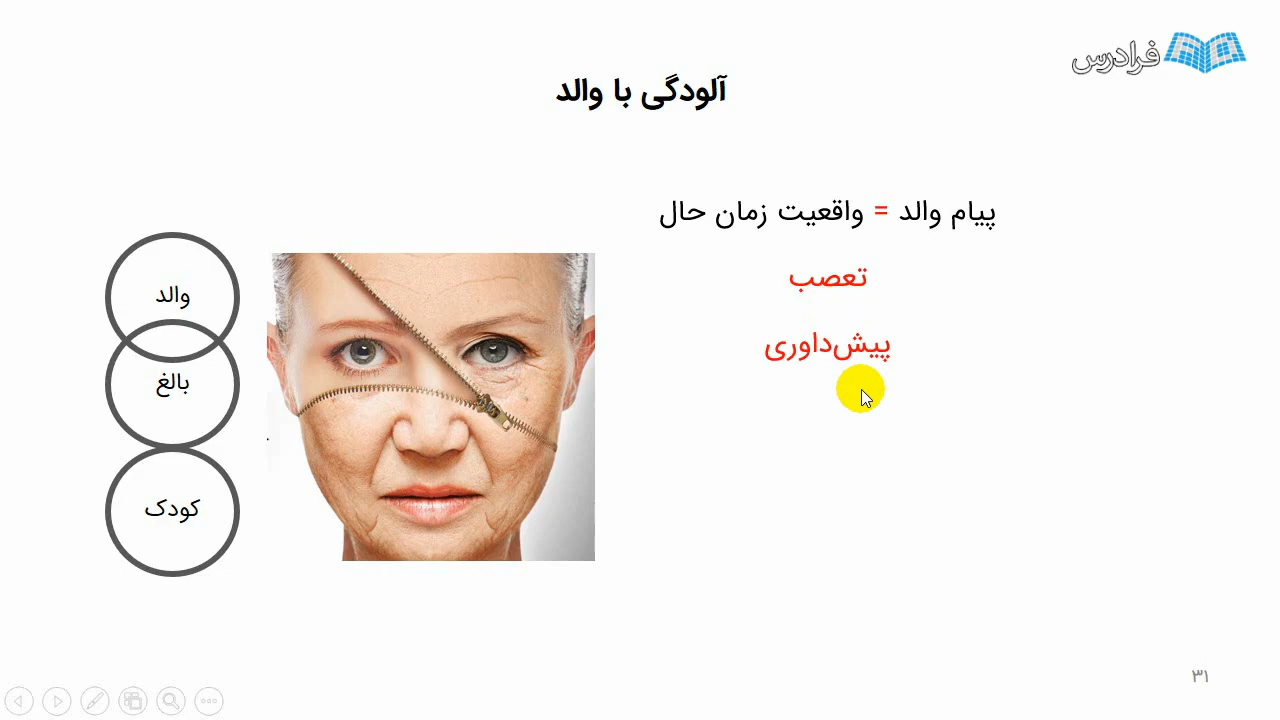 فرادرس
آلودگی با والد
پیام والد = واقعیت زمان حال
تعصب
پیش‌داوری
والد
بالغ
کودک
۳۱